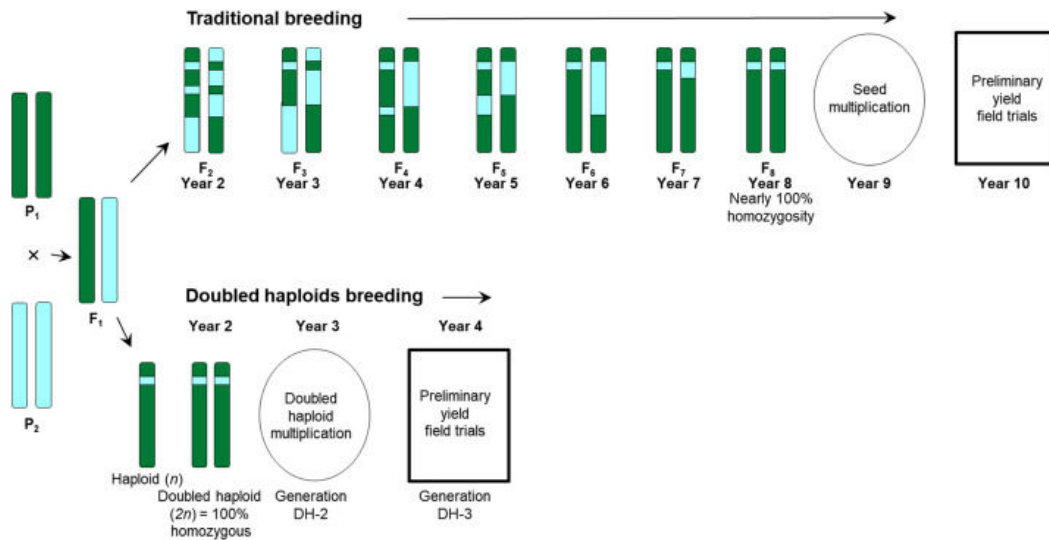 Traditional breeding
P1
×
P2
F1
F2
Year 2
F3
Year 3
F4
Year 4
F5
Year 5
F6
Year 6
F7
Year 7
F8
Year 8
Nearly 100%
homozygosity
Seed
multiplication
Year 9
Preliminary
yield
field trials
Year 10
Doubled haploids breeding
Haploid (n)
Year 2
Doubled haploid
(2n) = 100%
homozygous
Year 3
Doubled
haploid
multiplication
Generation
DH-2
Year 4
Preliminary
yield
field trials
Generation
DH-3